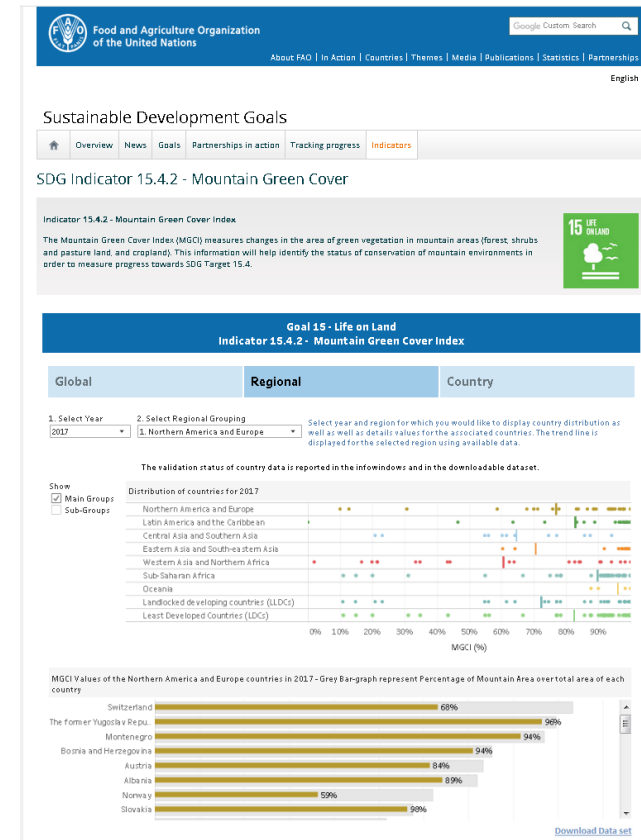 Food and Agriculture Organization
of the United Nations
Google Custom Search
About FAO | In Action | Countries | Themes | Media | Publications | Statistics | Partnerships
English
Sustainable Development Goals
Overview News Goals Partnerships in action Tracking progress Indicators
SDG Indicator 15.4.2 - Mountain Green Cover
Indicator 15.4.2 - Mountain Green Cover Index
The Mountain Green Cover Index (MGCI) measures changes in the area of green vegetation in mountain areas (forest, shrubs
and pasture land, and cropland). This information will help identify the status of conservation of mountain environments in
order to measure progress towards SDG Target 15.4.
15 LIFE
ON LAND
Goal 15 - Life on Land
Indicator 15.4.2 - Mountain Green Cover Index
Global Regional Country
1. Select Year 2. Select Regional Grouping
2017 1. Northern America and Europe
Select year and region for which you would like to display country distribution as
well as well as details values for the associated countries. The trend line is
displayed for the selected region using available data.
The validation status of country data is reported in the infowindows and in the downloadable dataset.
Show
Main Groups
Sub-Groups
Distribution of countries for 2017
Northern America and Europe
Latin America and the Caribbean
Central Asia and Southern Asia
Eastern Asia and South-eastern Asia
Western Asia and Northern Africa
Sub-Saharan Africa
Oceania
Landlocked developing countries (LLDCs)
Least Developed Countries (LDCs)
0% 10% 20% 30% 40% 50% 60% 70% 80% 90%
MGCI (%)
MGCI Values of the Northern America and Europe countries in 2017 - Grey Bar-graph represent Percentage of Mountain Area over total area of each
country
Switzerland 68%
The former Yugoslav Repu.. 96%
Montenegro 94%
Bosnia and Herzegovina 94%
Austria 84%
Albania 89%
Norway 59%
Slovakia 98%
Download Data set